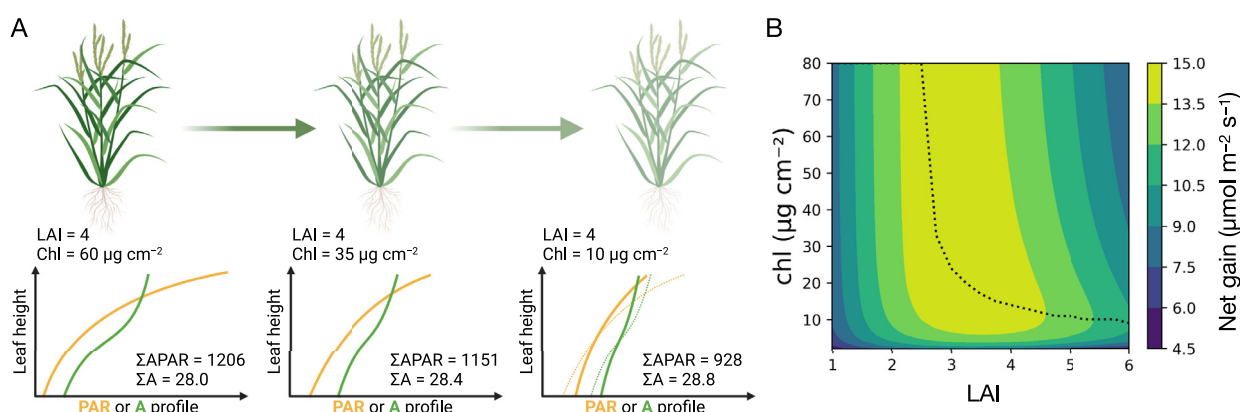 A
LAI = 4
Chl = 60 μg cm⁻²
Leaf height
ΣAPAR = 1206
ΣA = 28.0
PAR or A profile
LAI = 4
Chl = 35 μg cm⁻²
Leaf height
ΣAPAR = 1151
ΣA = 28.4
PAR or A profile
LAI = 4
Chl = 10 μg cm⁻²
Leaf height
ΣAPAR = 928
ΣA = 28.8
PAR or A profile
B
chl (μg cm⁻²)
80
70
60
50
40
30
20
10
1 2 3 4 5 6
LAI
15.0
13.5
12.0
10.5
9.0
7.5
6.0
4.5
Net gain (μmol m⁻² s⁻¹)